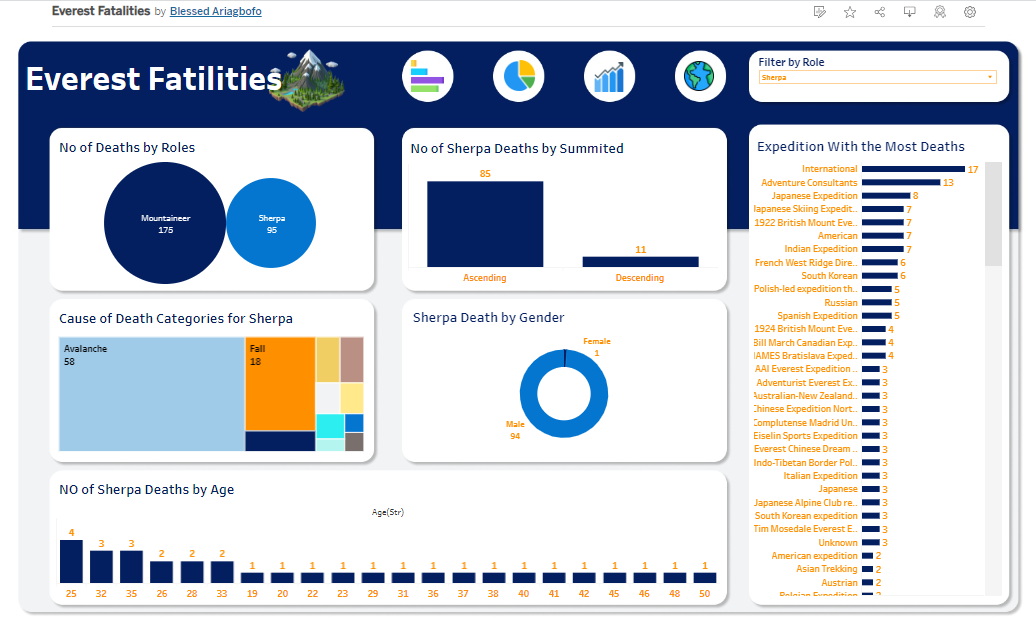 Everest Fatalities by Blessed Ariagbofo
Everest Fatilities
Filter by Role
Sherpa
No of Deaths by Roles
Mountaineer
175
Sherpa
95
No of Sherpa Deaths by Summited
85
11
Ascending
Descending
Expedition With the Most Deaths
International 17
Adventure Consultants 13
Japanese Expedition 8
Japanese Skiing Expedit.. 7
1922 British Mount Eve.. 7
American 7
Indian Expedition 7
French West Ridge Dire.. 6
South Korean 6
Polish-led expedition th.. 5
Russian 5
Spanish Expedition 5
1924 British Mount Eve.. 4
Bill March Canadian Exp.. 4
IAMES Bratislava Exped.. 4
AAI Everest Expedition .. 3
Adventurist Everest Ex.. 3
Australian-New Zealand.. 3
Chinese Expedition Nort.. 3
Complutense Madrid Un.. 3
Eiselin Sports Expedition 3
Everest Chinese Dream .. 3
Indo-Tibetan Border Pol.. 3
Italian Expedition 3
Japanese 3
Japanese Alpine Club re.. 3
South Korean expedition 3
Tim Mosedale Everest E.. 3
Unknown 3
American expedition 2
Asian Trekking 2
Austrian 2
Belgian Expedition 2
Cause of Death Categories for Sherpa
Avalanche
58
Fall
18
Sherpa Death by Gender
Female
1
Male
94
NO of Sherpa Deaths by Age
Age(Str)
4 3 3 2 2 2 1 1 1 1 1 1 1 1 1 1 1 1 1 1 1 1
25 32 35 26 28 33 19 20 22 23 29 31 36 37 38 40 41 42 45 46 48 50